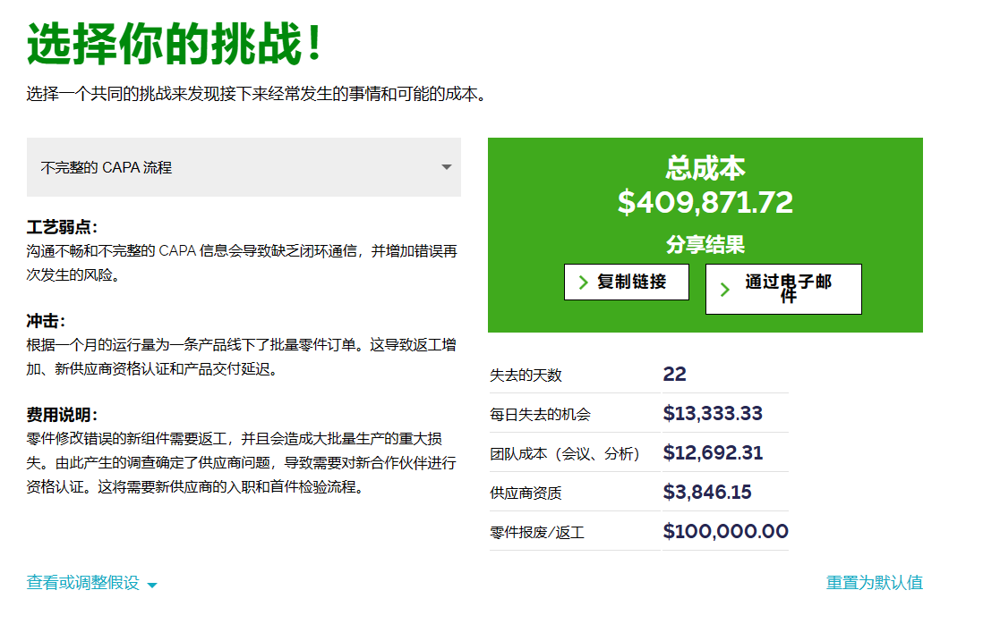 选择你的挑战！
选择一个共同的挑战来发现接下来经常发生的事情和可能的成本。
不完整的 CAPA 流程
工艺弱点：
沟通不畅和不完整的 CAPA 信息会导致缺乏闭环通信，并增加错误再
次发生的风险。
冲击：
根据一个月的运行量为一条产品线下了批量零件订单。这导致返工增
加、新供应商资格认证和产品交付延迟。
费用说明：
零件修改错误的新组件需要返工，并且会造成大批量生产的重大损
失。由此产生的调查确定了供应商问题，导致需要对新合作伙伴进行
资格认证。这将需要新供应商的入职和首件检验流程。
总成本
$409,871.72
分享结果
复制链接
通过电子邮
件
失去的天数 22
每日失去的机会 $13,333.33
团队成本（会议、分析） $12,692.31
供应商资质 $3,846.15
零件报废/返工 $100,000.00
查看或调整假设
重置为默认值